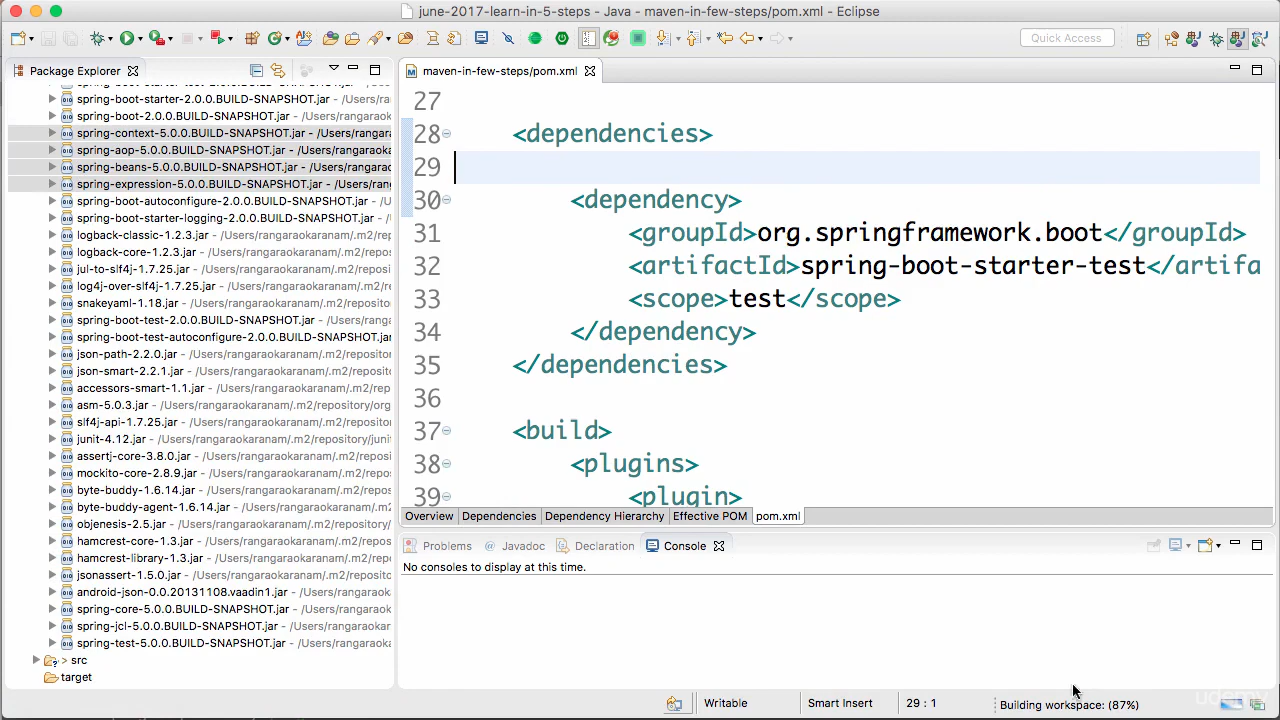 june-2017-learn-in-5-steps - Java - maven-in-few-steps/pom.xml - Eclipse
Quick Access
Package Explorer
spring-boot-starter-2.0.0.BUILD-SNAPSHOT.jar - /Users/ra
spring-boot-2.0.0.BUILD-SNAPSHOT.jar - /Users/rangarao
spring-context-5.0.0.BUILD-SNAPSHOT.jar - /Users/rangara
spring-aop-5.0.0.BUILD-SNAPSHOT.jar - /Users/rangaraok
spring-beans-5.0.0.BUILD-SNAPSHOT.jar - /Users/rangarao
spring-expression-5.0.0.BUILD-SNAPSHOT.jar - /Users/rang
spring-boot-autoconfigure-2.0.0.BUILD-SNAPSHOT.jar - /
spring-boot-starter-logging-2.0.0.BUILD-SNAPSHOT.jar - /
logback-classic-1.2.3.jar - /Users/rangaraokaranam/.m2/re
logback-core-1.2.3.jar - /Users/rangaraokaranam/.m2/repo
jul-to-slf4j-1.7.25.jar - /Users/rangaraokaranam/.m2/repos
log4j-over-slf4j-1.7.25.jar - /Users/rangaraokaranam/.m2/
snakeyaml-1.18.jar - /Users/rangaraokaranam/.m2/reposito
spring-boot-test-2.0.0.BUILD-SNAPSHOT.jar - /Users/rang
spring-boot-test-autoconfigure-2.0.0.BUILD-SNAPSHOT.jar
json-path-2.2.0.jar - /Users/rangaraokaranam/.m2/reposito
json-smart-2.2.1.jar - /Users/rangaraokaranam/.m2/reposi
accessors-smart-1.1.jar - /Users/rangaraokaranam/.m2/rep
asm-5.0.3.jar - /Users/rangaraokaranam/.m2/repository/org
slf4j-api-1.7.25.jar - /Users/rangaraokaranam/.m2/reposito
junit-4.12.jar - /Users/rangaraokaranam/.m2/repository/juni
assertj-core-3.8.0.jar - /Users/rangaraokaranam/.m2/repos
mockito-core-2.8.9.jar - /Users/rangaraokaranam/.m2/repo
byte-buddy-1.6.14.jar - /Users/rangaraokaranam/.m2/repos
byte-buddy-agent-1.6.14.jar - /Users/rangaraokaranam/.m2
objenesis-2.5.jar - /Users/rangaraokaranam/.m2/repository/
hamcrest-core-1.3.jar - /Users/rangaraokaranam/.m2/repos
hamcrest-library-1.3.jar - /Users/rangaraokaranam/.m2/rep
jsonassert-1.5.0.jar - /Users/rangaraokaranam/.m2/reposit
android-json-0.0.20131108.vaadin1.jar - /Users/rangaraoka
spring-core-5.0.0.BUILD-SNAPSHOT.jar - /Users/rangaraok
spring-jcl-5.0.0.BUILD-SNAPSHOT.jar - /Users/rangaraoka
spring-test-5.0.0.BUILD-SNAPSHOT.jar - /Users/rangaraoka
> src
target
maven-in-few-steps/pom.xml
27
28 <dependencies>
29
30 <dependency>
31 <groupId>org.springframework.boot</groupId>
32 <artifactId>spring-boot-starter-test</artifa
33 <scope>test</scope>
34 </dependency>
35 </dependencies>
36
37 <build>
38 <plugins>
39 <plugin>
Overview Dependencies Dependency Hierarchy Effective POM pom.xml
Problems @ Javadoc Declaration Console
No consoles to display at this time.
Writable Smart Insert 29 : 1 Building workspace: (87%)
udemy